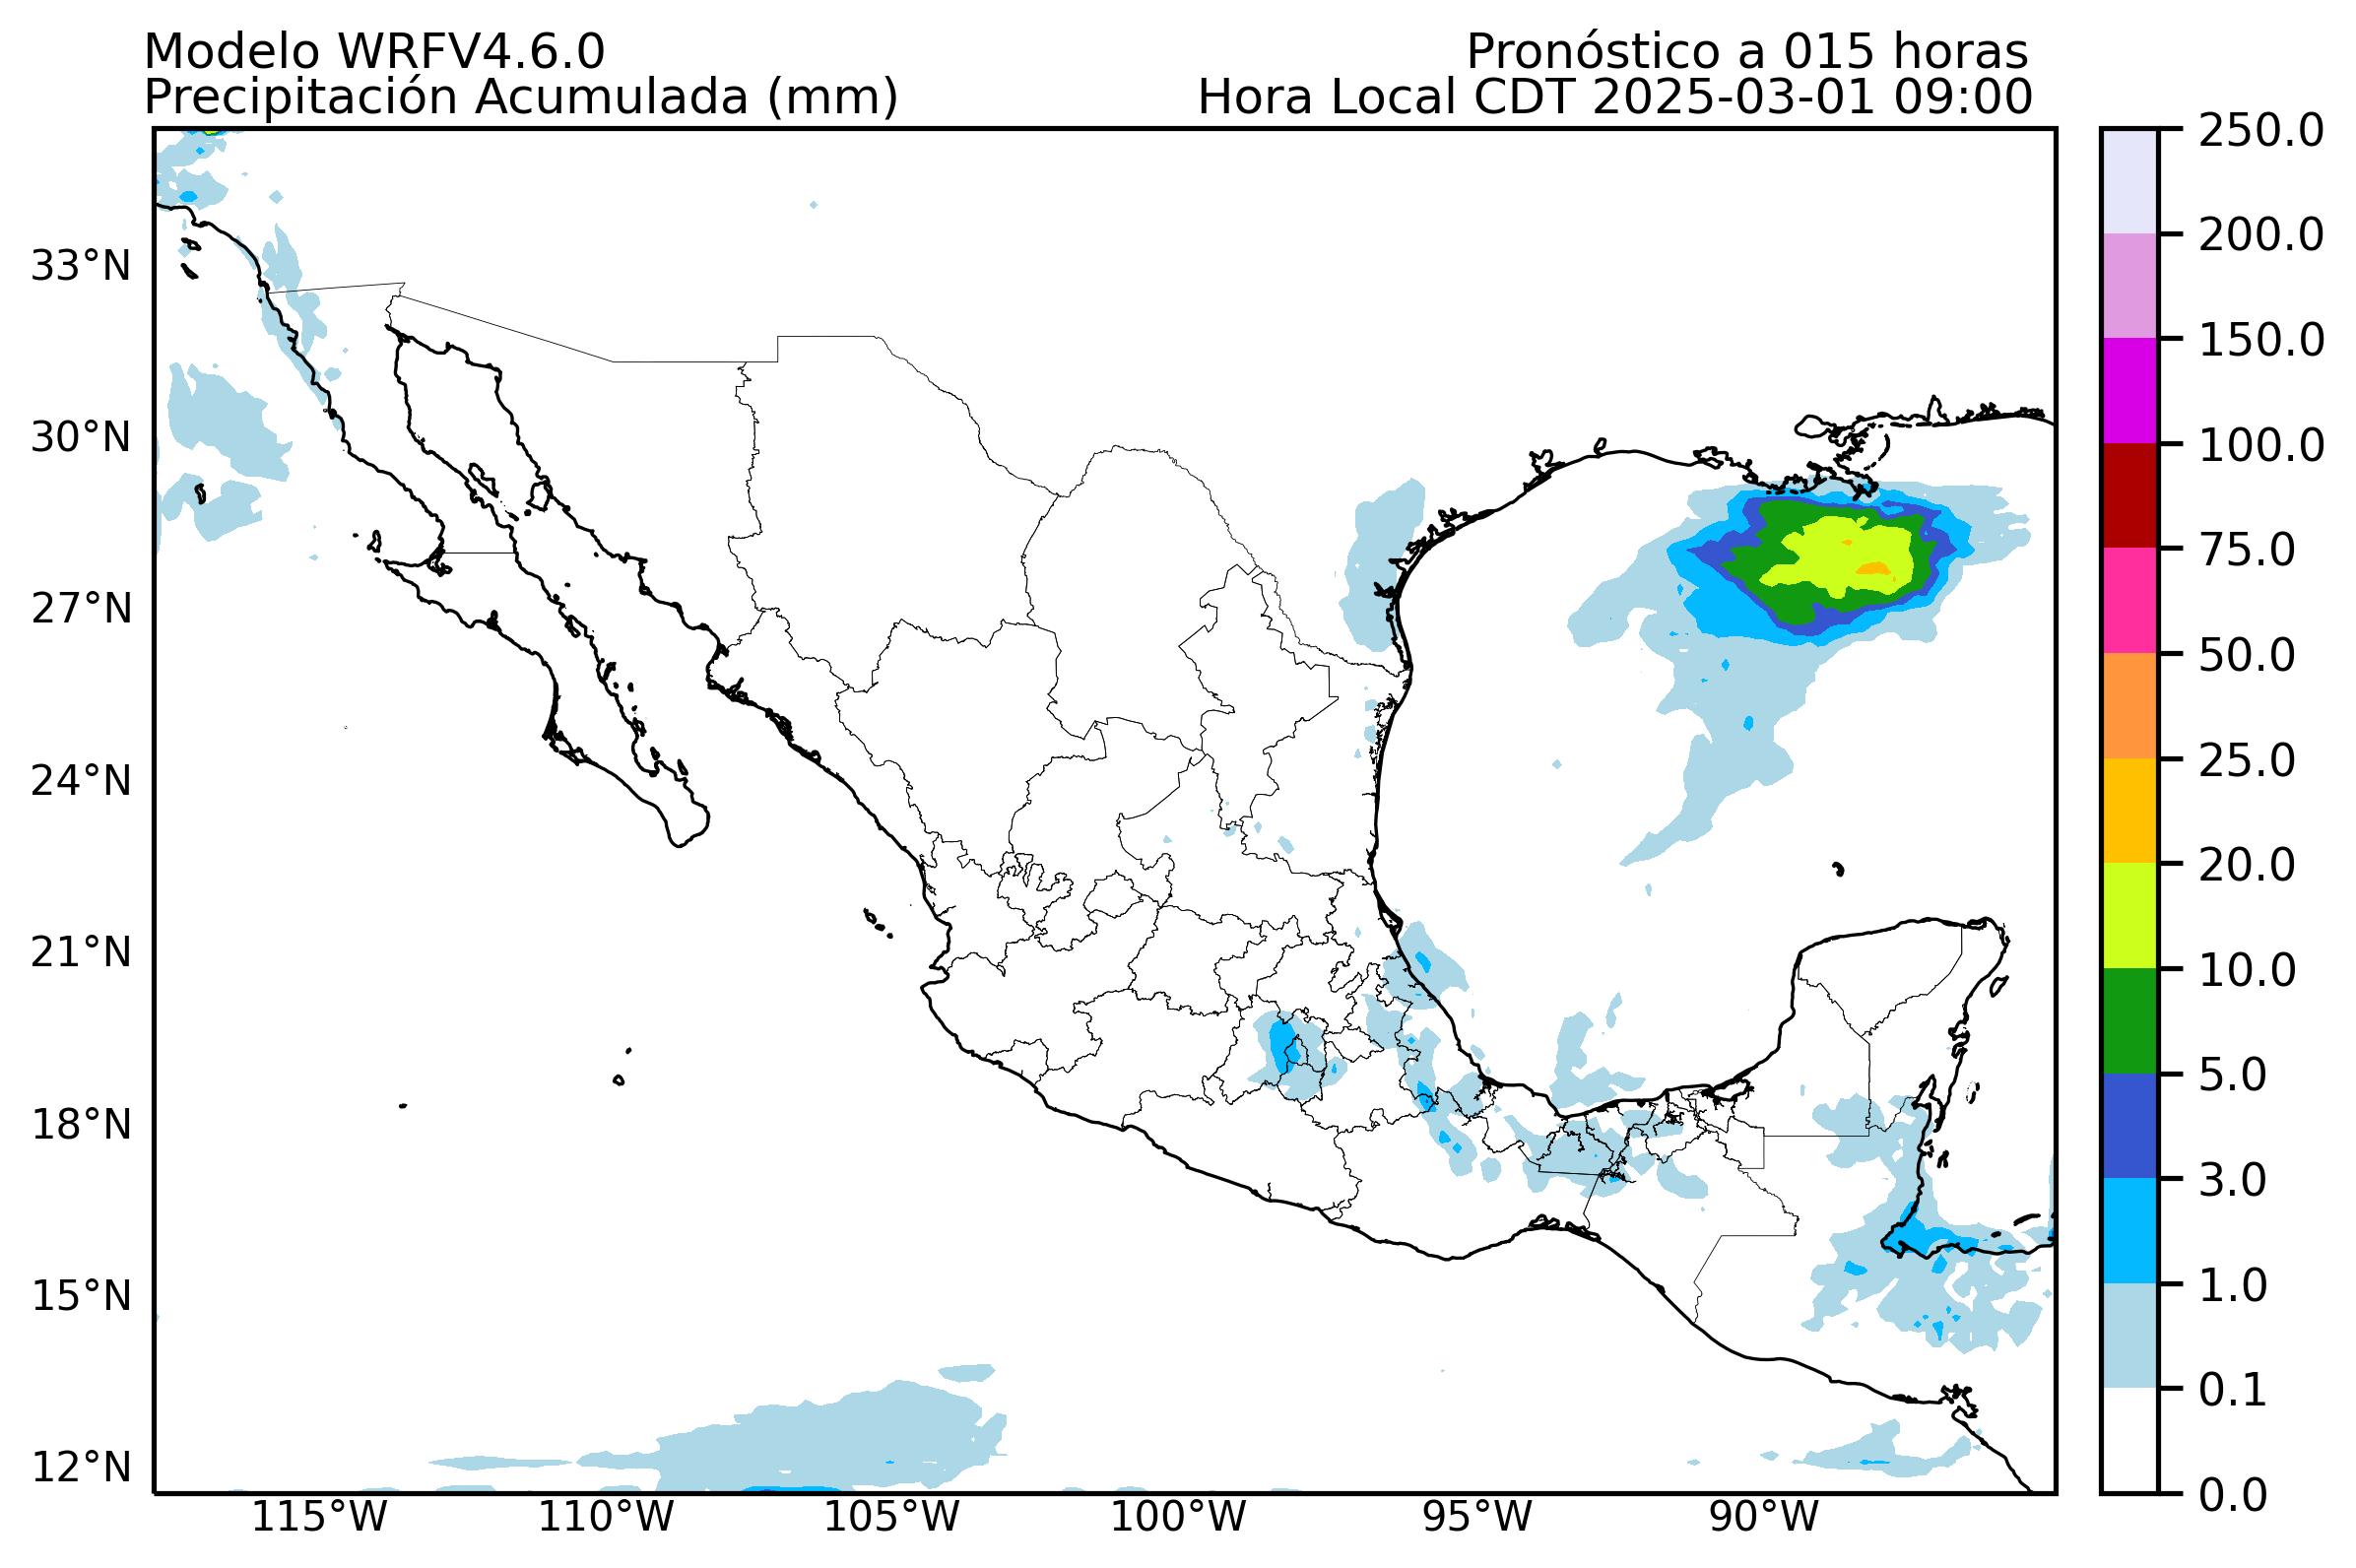 Modelo WRFV4.6.0
Pronóstico a 015 horas
Precipitación Acumulada (mm)
Hora Local CDT 2025-03-01 09:00
33°N
30°N
27°N
24°N
21°N
18°N
15°N
12°N
115°W
110°W
105°W
100°W
95°W
90°W
250.0
200.0
150.0
100.0
75.0
50.0
25.0
20.0
10.0
5.0
3.0
1.0
0.1
0.0